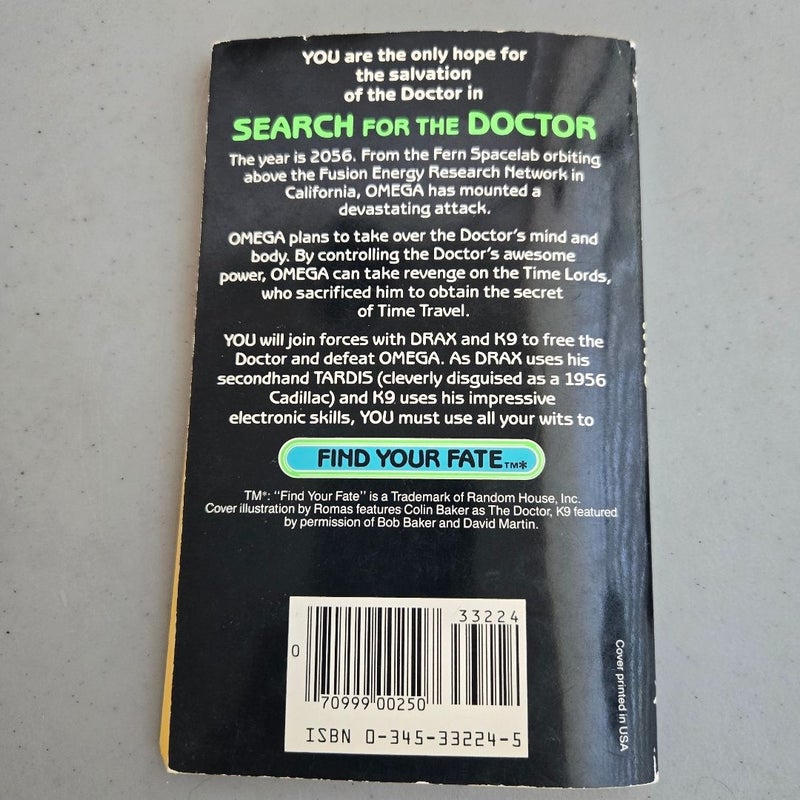 YOU are the only hope for
the salvation
of the Doctor in
SEARCH FOR THE DOCTOR
The year is 2056. From the Fern Spacelab orbiting
above the Fusion Energy Research Network in
California, OMEGA has mounted a
devastating attack.
OMEGA plans to take over the Doctor's mind and
body. By controlling the Doctor's awesome
power, OMEGA can take revenge on the Time Lords,
who sacrificed him to obtain the secret
of Time Travel.
YOU will join forces with DRAX and K9 to free the
Doctor and defeat OMEGA. As DRAX uses his
secondhand TARDIS (cleverly disguised as a 1956
Cadillac) and K9 uses his impressive
electronic skills, YOU must use all your wits to
FIND YOUR FATE TM*
TM*: "Find Your Fate" is a Trademark of Random House, Inc.
Cover illustration by Romas features Colin Baker as The Doctor, K9 featured
by permission of Bob Baker and David Martin.
33224
0
70999 00250
ISBN 0-345-33224-5
Cover printed in USA